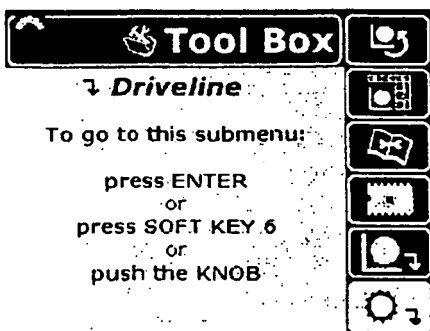 Tool Box
Driveline
To go to this submenu:
press ENTER
or
press SOFT KEY 6
or
push the KNOB